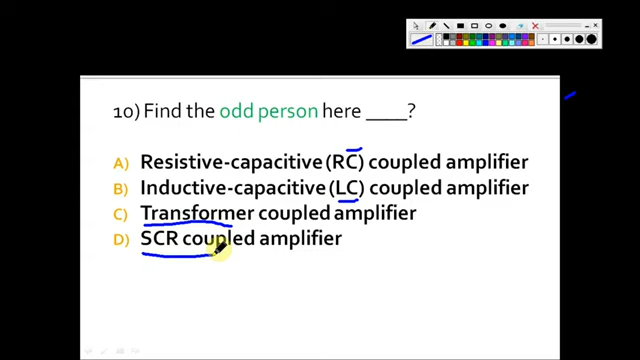 10) Find the odd person here ____?
A) Resistive-capacitive (RC) coupled amplifier
B) Inductive-capacitive (LC) coupled amplifier
C) Transformer coupled amplifier
D) SCR coupled amplifier